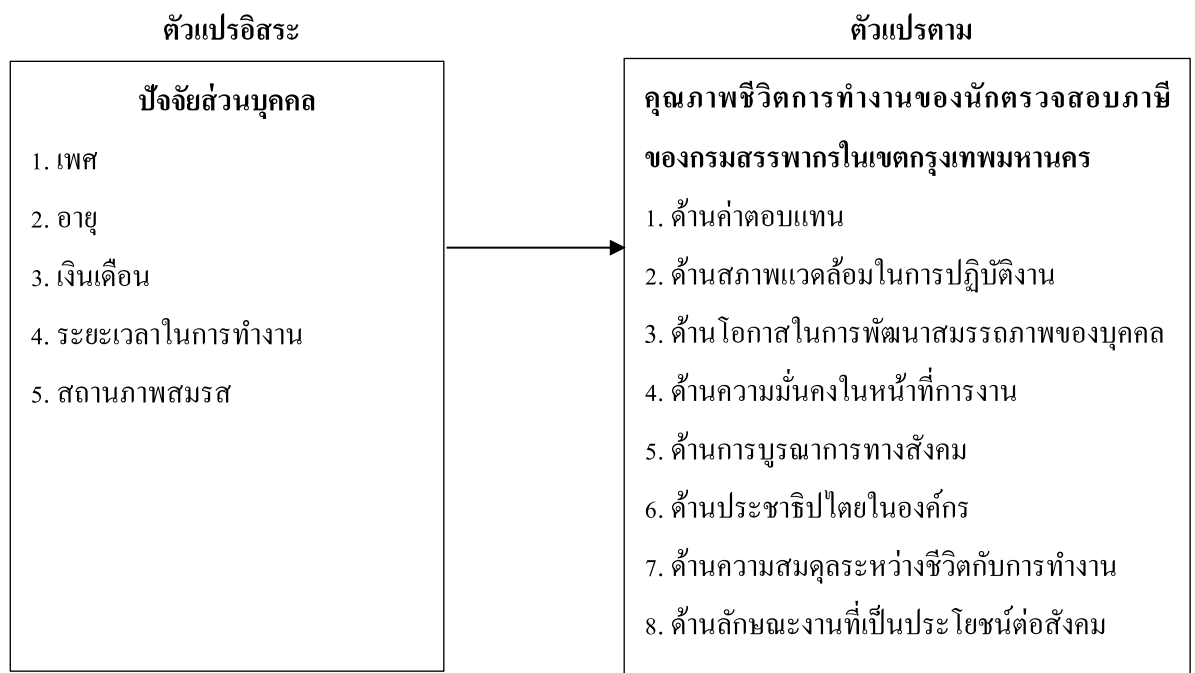 ตัวแปรอิสระ
ปัจจัยส่วนบุคคล
1. เพศ
2. อายุ
3. เงินเดือน
4. ระยะเวลาในการทำงาน
5. สถานภาพสมรส
ตัวแปรตาม
คุณภาพชีวิตการทำงานของนักตรวจสอบภาษี
ของกรมสรรพากรในเขตกรุงเทพมหานคร
1. ด้านค่าตอบแทน
2. ด้านสภาพแวดล้อมในการปฏิบัติงาน
3. ด้านโอกาสในการพัฒนาสมรรถภาพของบุคคล
4. ด้านความมั่นคงในหน้าที่การงาน
5. ด้านการบูรณาการทางสังคม
6. ด้านประชาธิปไตยในองค์กร
7. ด้านความสมดุลระหว่างชีวิตกับการทำงาน
8. ด้านลักษณะงานที่เป็นประโยชน์ต่อสังคม